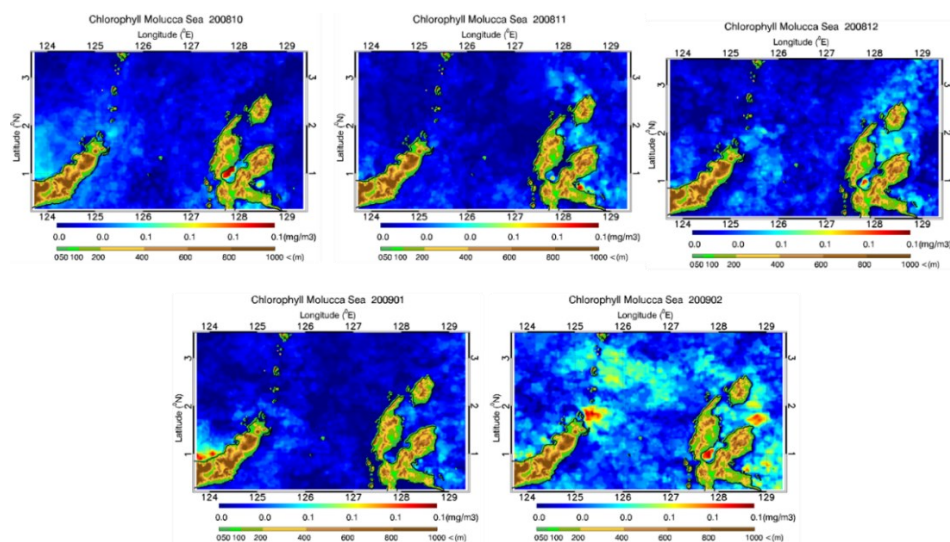 Chlorophyll Molucca Sea 200810
Longitude (°E)
124 125 126 127 128 129
Latitude (°N)
3
2
1
124 125 126 127 128 129
0.0 0.0 0.1 0.1 0.1(mg/m3)
050 100 200 400 600 800 1000 <(m)
Chlorophyll Molucca Sea 200811
Longitude (°E)
124 125 126 127 128 129
Latitude (°N)
3
2
1
124 125 126 127 128 129
0.0 0.0 0.1 0.1 0.1(mg/m3)
050 100 200 400 600 800 1000 <(m)
Chlorophyll Molucca Sea 200812
Longitude (°E)
124 125 126 127 128 129
Latitude (°N)
3
2
1
124 125 126 127 128 129
0.0 0.0 0.1 0.1 0.1(mg/m3)
050 100 200 400 600 800 1000 <(m)
Chlorophyll Molucca Sea 200901
Longitude (°E)
124 125 126 127 128 129
Latitude (°N)
3
2
1
124 125 126 127 128 129
0.0 0.0 0.1 0.1 0.1(mg/m3)
050 100 200 400 600 800 1000 <(m)
Chlorophyll Molucca Sea 200902
Longitude (°E)
124 125 126 127 128 129
Latitude (°N)
3
2
1
124 125 126 127 128 129
0.0 0.0 0.1 0.1 0.1(mg/m3)
050 100 200 400 600 800 1000 <(m)